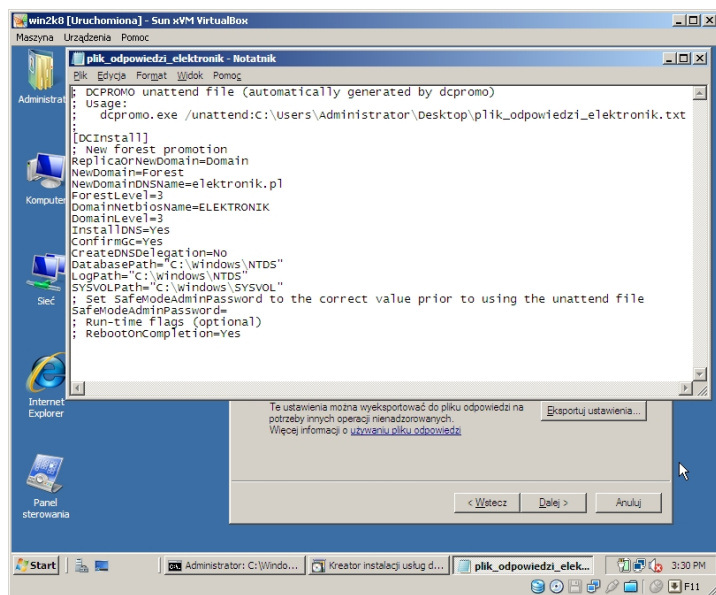 win2k8 [Uruchomiona] - Sun xVM VirtualBox
Maszyna Urządzenia Pomoc
plik_odpowiedzi_elektronik - Notatnik
Plik Edycja Format Widok Pomoc
; DCPROMO unattend file (automatically generated by dcpromo)
; Usage:
;   dcpromo.exe /unattend:C:\Users\Administrator\Desktop\plik_odpowiedzi_elektronik.txt
;
[DCInstall]
; New forest promotion
ReplicaOrNewDomain=Domain
NewDomain=Forest
NewDomainDNSName=elektronik.pl
ForestLevel=3
DomainNetbiosName=ELEKTRONIK
DomainLevel=3
InstallDNS=Yes
ConfirmGc=Yes
CreateDNSDelegation=No
DatabasePath="C:\Windows\NTDS"
LogPath="C:\Windows\NTDS"
SYSVOLPath="C:\Windows\SYSVOL"
; Set SafeModeAdminPassword to the correct value prior to using the unattend file
SafeModeAdminPassword=
; Run-time flags (optional)
; RebootOnCompletion=Yes
Administrat
Komputer
Sieć
Internet
Explorer
Panel
sterowania
Te ustawienia można wyeksportować do pliku odpowiedzi na
potrzeby innych operacji nienadzorowanych.
Więcej informacji o używaniu pliku odpowiedzi
Eksportuj ustawienia...
< Wstecz
Dalej >
Anuluj
Start
Administrator: C:\Windo...
Kreator instalacji usług d...
plik_odpowiedzi_elek...
3:30 PM
F11